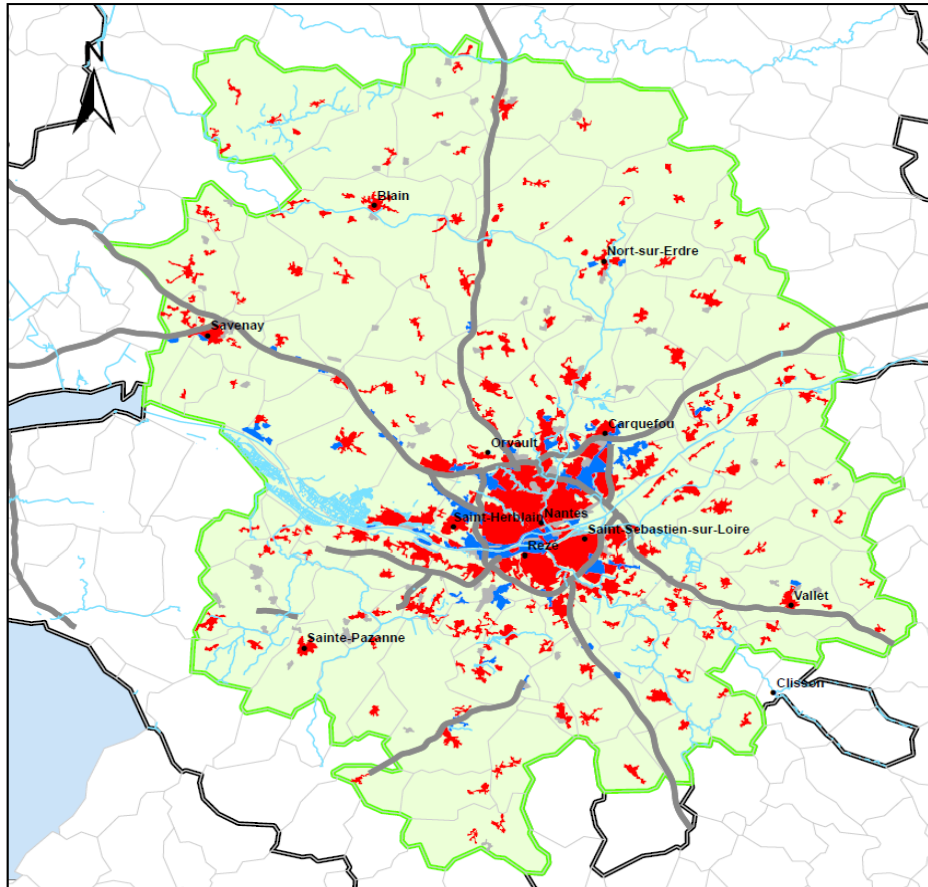 N
Blain
Nort-sur-Erdre
Savenay
Carquefou
Orvault
Saint-Herblain
Nantes
Saint-Sebastien-sur-Loire
Rezé
Vallet
Sainte-Pazanne
Clisson